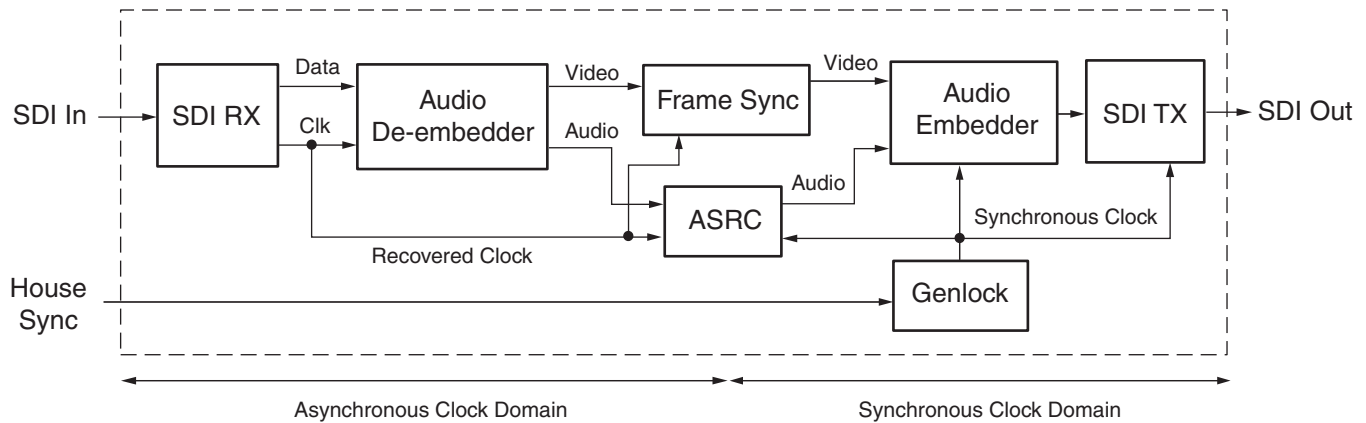 SDI In
SDI RX
Data
Clk
Audio
De-embedder
Video
Audio
Frame Sync
Video
ASRC
Audio
Audio
Embedder
SDI TX
SDI Out
Recovered Clock
Synchronous Clock
House
Sync
Genlock
Asynchronous Clock Domain
Synchronous Clock Domain